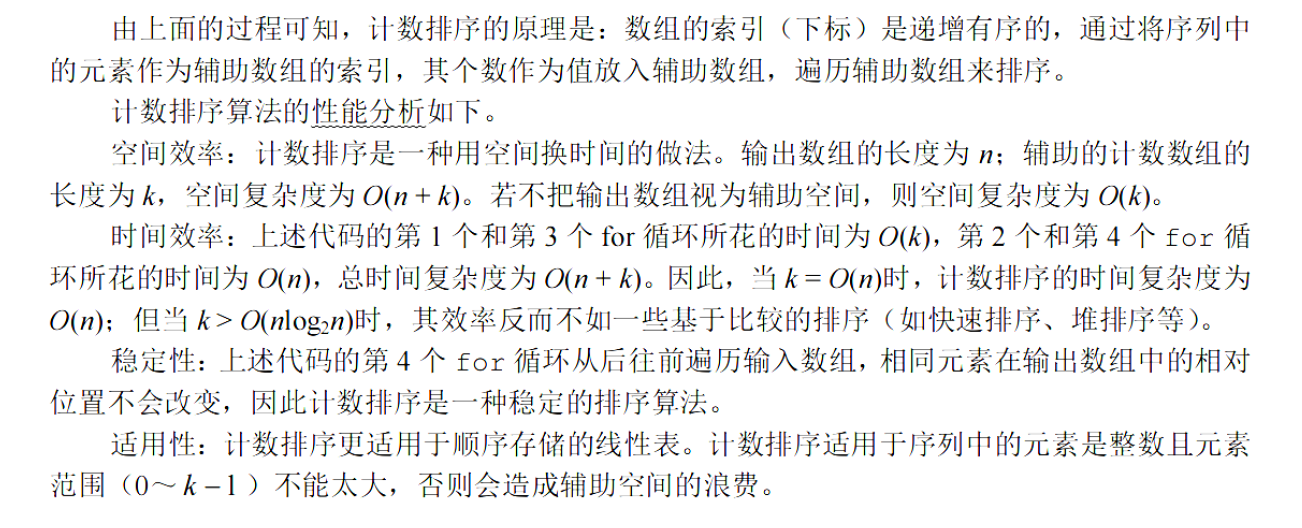 由上面的过程可知，计数排序的原理是：数组的索引（下标）是递增有序的，通过将序列中
的元素作为辅助数组的索引，其个数作为值放入辅助数组，遍历辅助数组来排序。
计数排序算法的性能分析如下。
空间效率：计数排序是一种用空间换时间的做法。输出数组的长度为 n；辅助的计数数组的
长度为 k，空间复杂度为 O(n + k)。若不把输出数组视为辅助空间，则空间复杂度为 O(k)。
时间效率：上述代码的第 1 个和第 3 个 for 循环所花的时间为 O(k)，第 2 个和第 4 个 for 循
环所花的时间为 O(n)，总时间复杂度为 O(n + k)。因此，当 k = O(n)时，计数排序的时间复杂度为
O(n)；但当 k > O(nlog₂n)时，其效率反而不如一些基于比较的排序（如快速排序、堆排序等）。
稳定性：上述代码的第 4 个 for 循环从后往前遍历输入数组，相同元素在输出数组中的相对
位置不会改变，因此计数排序是一种稳定的排序算法。
适用性：计数排序更适用于顺序存储的线性表。计数排序适用于序列中的元素是整数且元素
范围（0～k – 1）不能太大，否则会造成辅助空间的浪费。